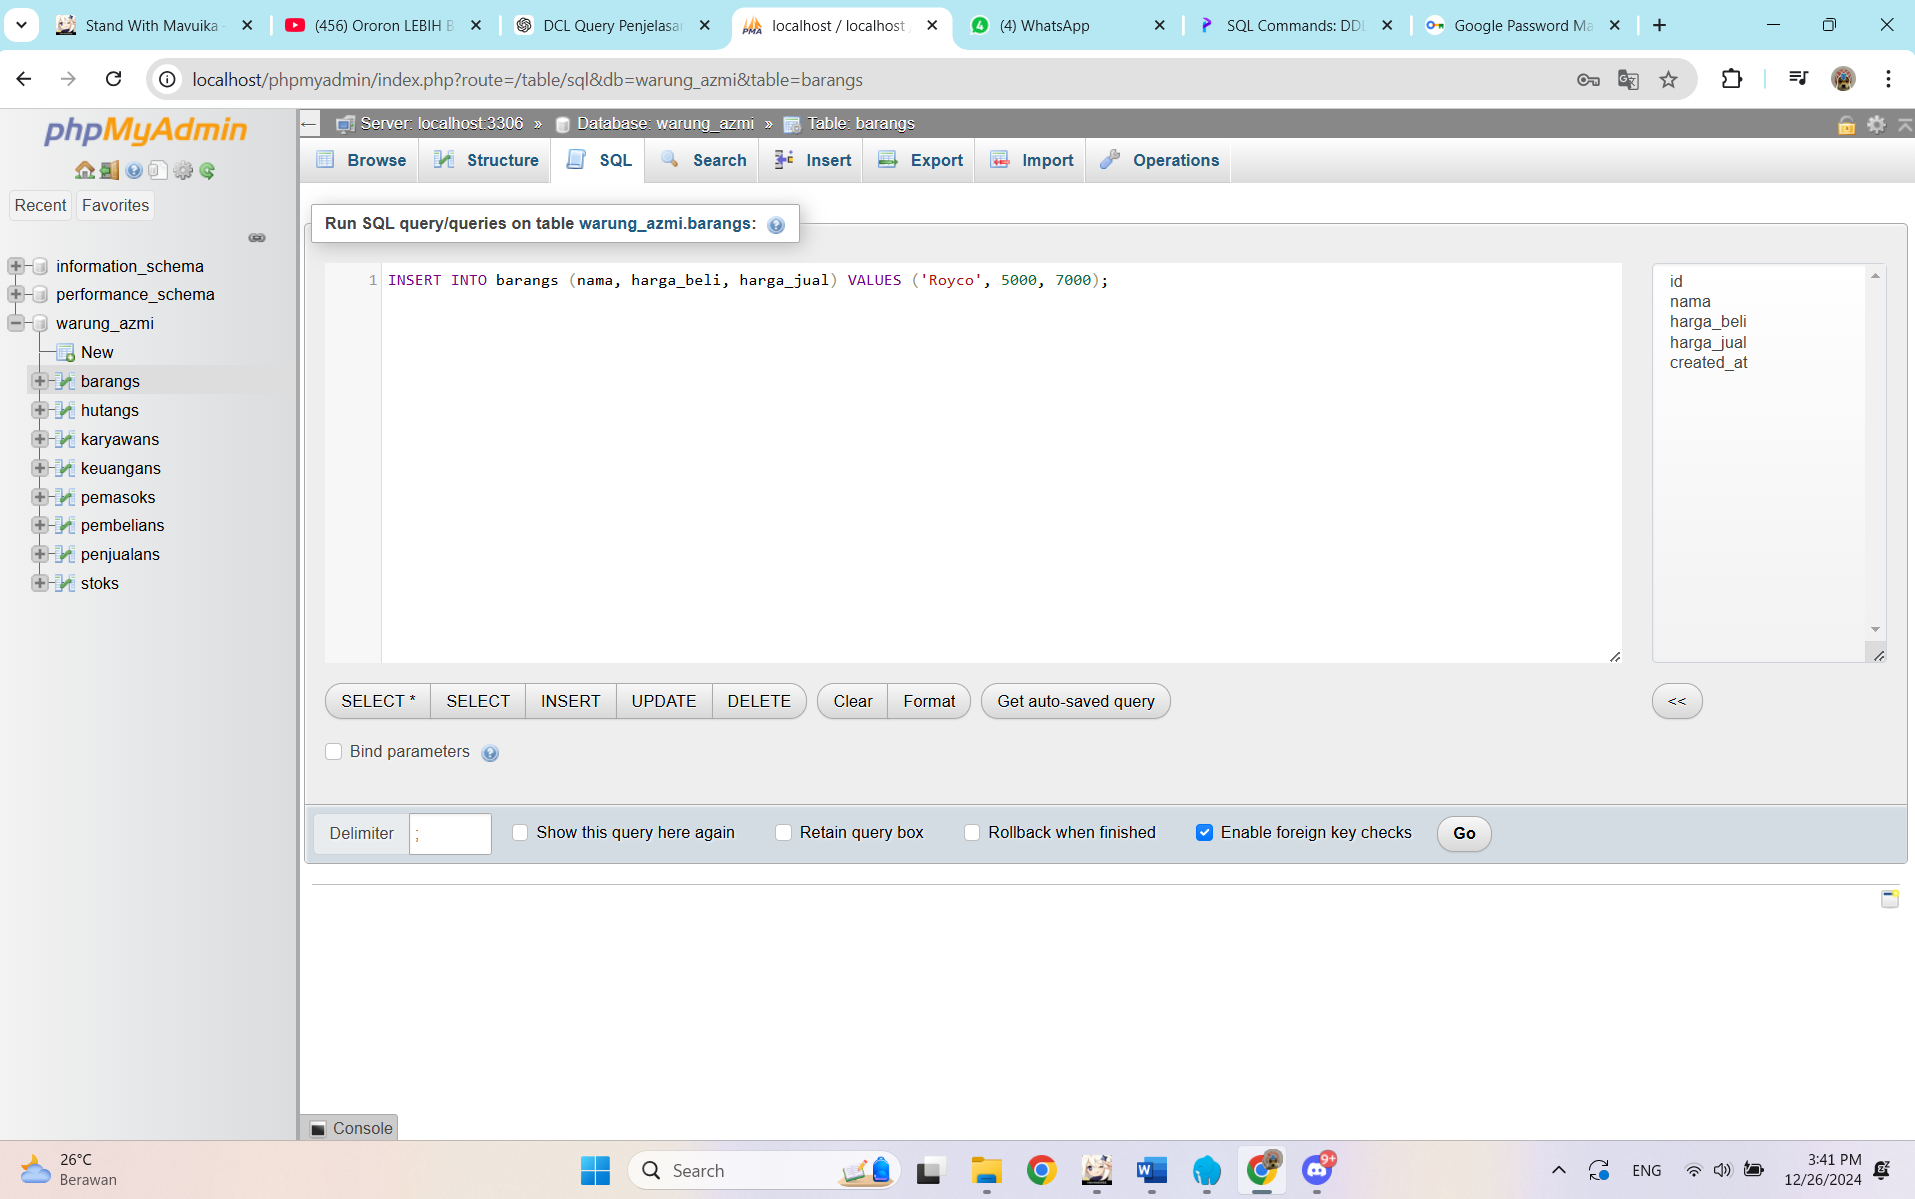 Stand With Mavuika
(456) Ororon LEBIH B
DCL Query Penjelasan
localhost / localhost
(4) WhatsApp
SQL Commands: DDL
Google Password Ma
localhost/phpmyadmin/index.php?route=/table/sql&db=warung_azmi&table=barangs
phpMyAdmin
Server: localhost:3306 » Database: warung_azmi » Table: barangs
Browse Structure SQL Search Insert Export Import Operations
Recent Favorites
information_schema
performance_schema
warung_azmi
New
barangs
hutangs
karyawans
keuangans
pemasoks
pembelians
penjualans
stoks
Run SQL query/queries on table warung_azmi.barangs:
1 INSERT INTO barangs (nama, harga_beli, harga_jual) VALUES ('Royco', 5000, 7000);
id
nama
harga_beli
harga_jual
created_at
SELECT * SELECT INSERT UPDATE DELETE Clear Format Get auto-saved query <<
Bind parameters
Delimiter ; Show this query here again Retain query box Rollback when finished Enable foreign key checks Go
Console
26°C
Berawan
Search
9+
ENG
3:41 PM
12/26/2024